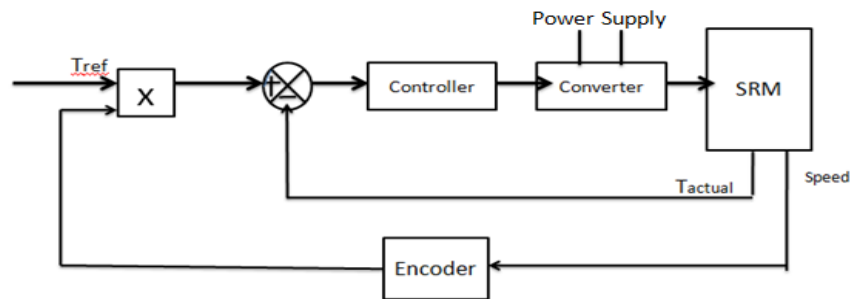 Power Supply
Tref
X
+
−
Controller
Converter
SRM
Tactual
Speed
Encoder